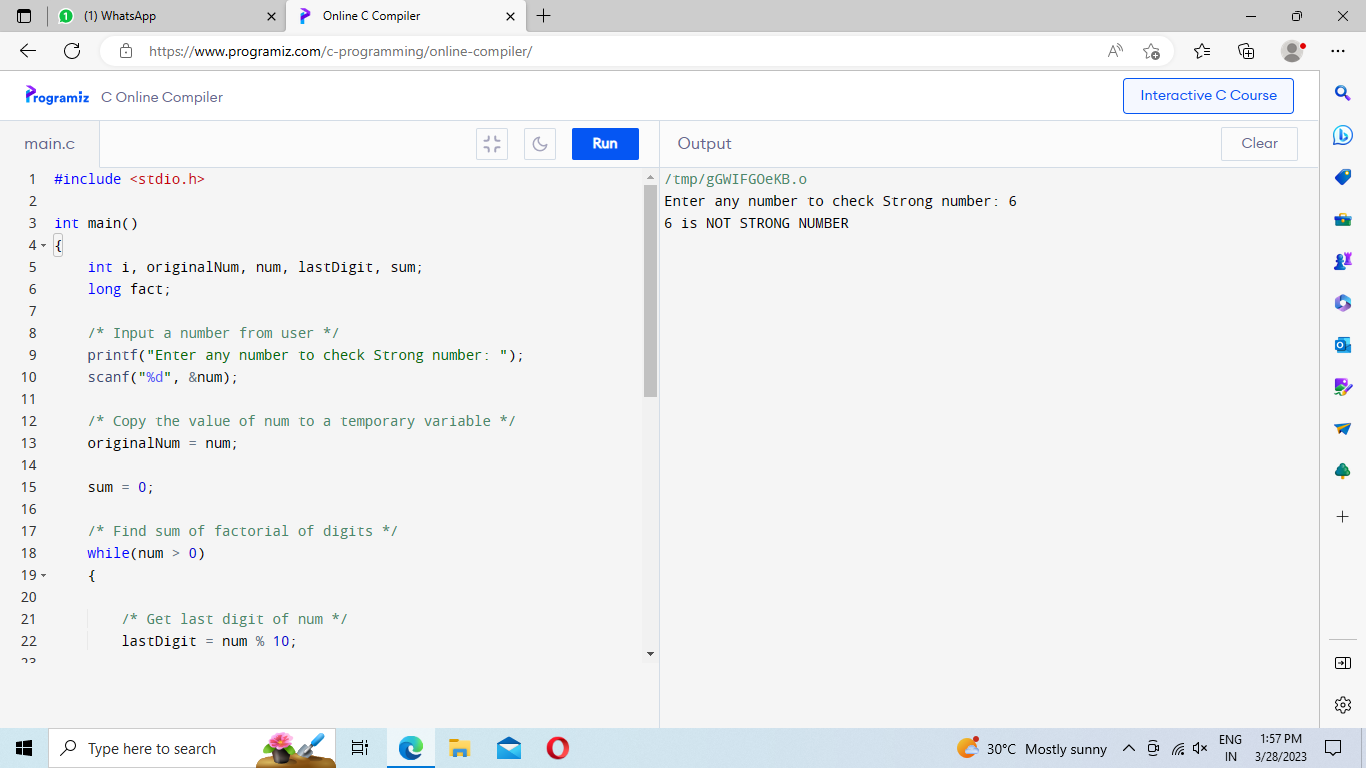 (1) WhatsApp
Online C Compiler
https://www.programiz.com/c-programming/online-compiler/
Programiz C Online Compiler
Interactive C Course
main.c
Run
Output
Clear
1 #include <stdio.h>
2
3 int main()
4 {
5 int i, originalNum, num, lastDigit, sum;
6 long fact;
7
8 /* Input a number from user */
9 printf("Enter any number to check Strong number: ");
10 scanf("%d", &num);
11
12 /* Copy the value of num to a temporary variable */
13 originalNum = num;
14
15 sum = 0;
16
17 /* Find sum of factorial of digits */
18 while(num > 0)
19 {
20
21 /* Get last digit of num */
22 lastDigit = num % 10;
23
/tmp/gGWIFGOeKB.o
Enter any number to check Strong number: 6
6 is NOT STRONG NUMBER
Type here to search
30°C Mostly sunny
ENG
IN
1:57 PM
3/28/2023